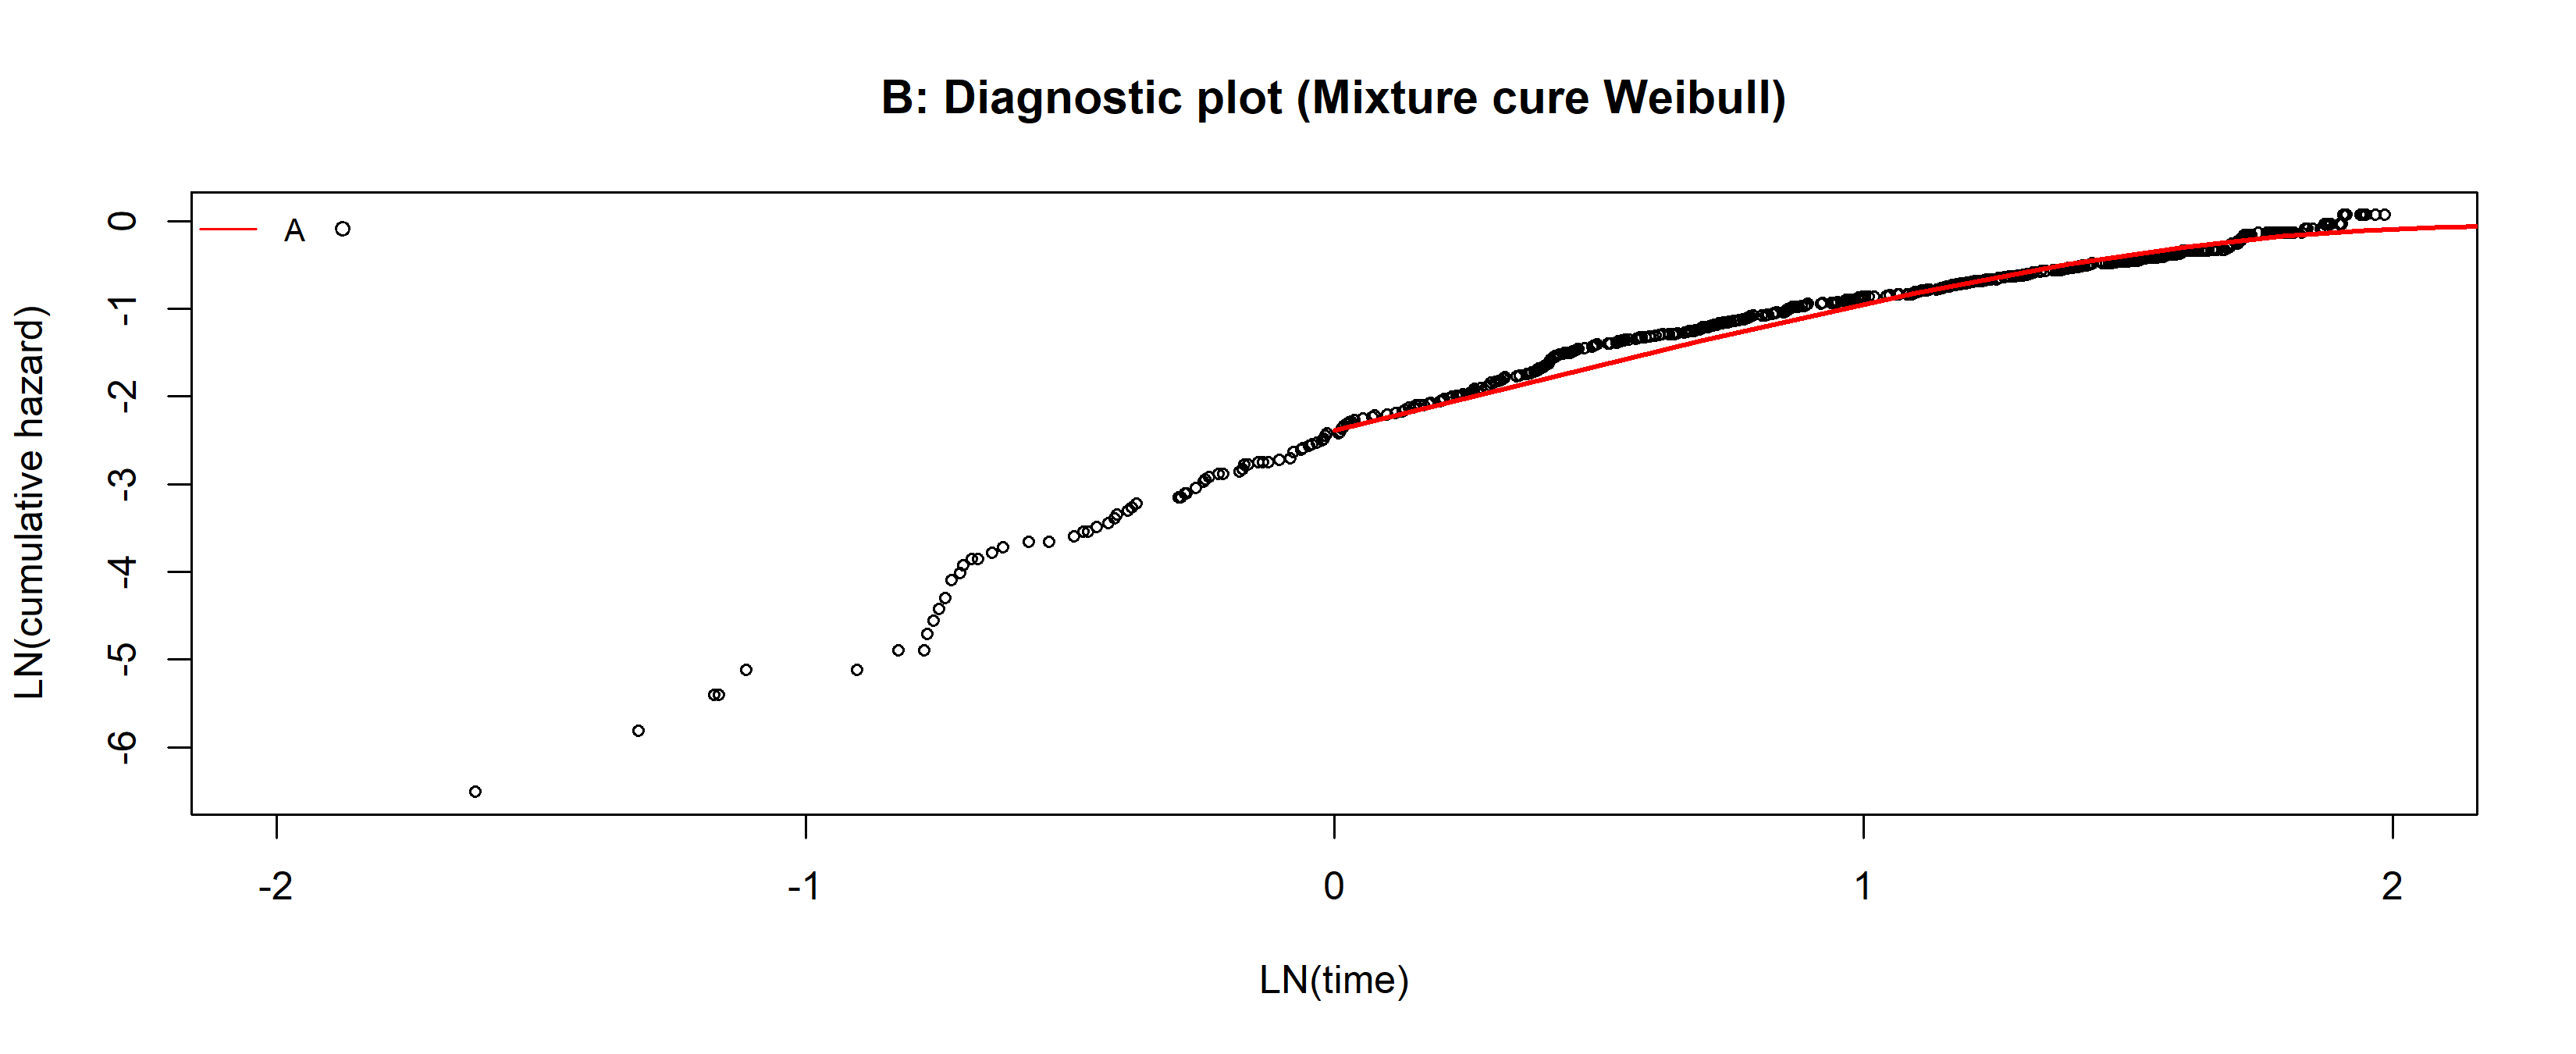 B: Diagnostic plot (Mixture cure Weibull)
LN(cumulative hazard)
0
-1
-2
-3
-4
-5
-6
A
-2 -1 0 1 2
LN(time)